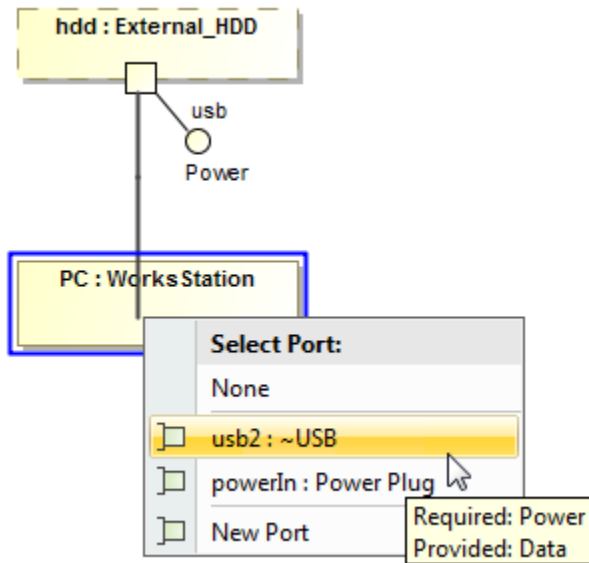 hdd : External_HDD
usb
Power
PC : WorksStation
Select Port:
None
usb2 : ~USB
powerIn : Power Plug
New Port
Required: Power
Provided: Data